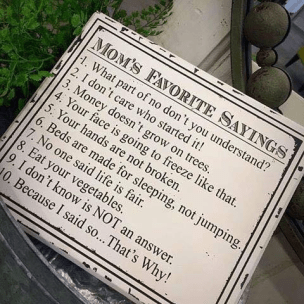 Mom's Favorite Sayings
1. What part of no don't you understand?
2. I don't care who started it!
3. Money doesn't grow on trees.
4. Your face is going to freeze like that.
5. Your hands are not broken.
6. Beds are made for sleeping, not jumping.
7. No one said life is fair.
8. Eat your vegetables.
9. I don't know is NOT an answer.
10. Because I said so...That's Why!